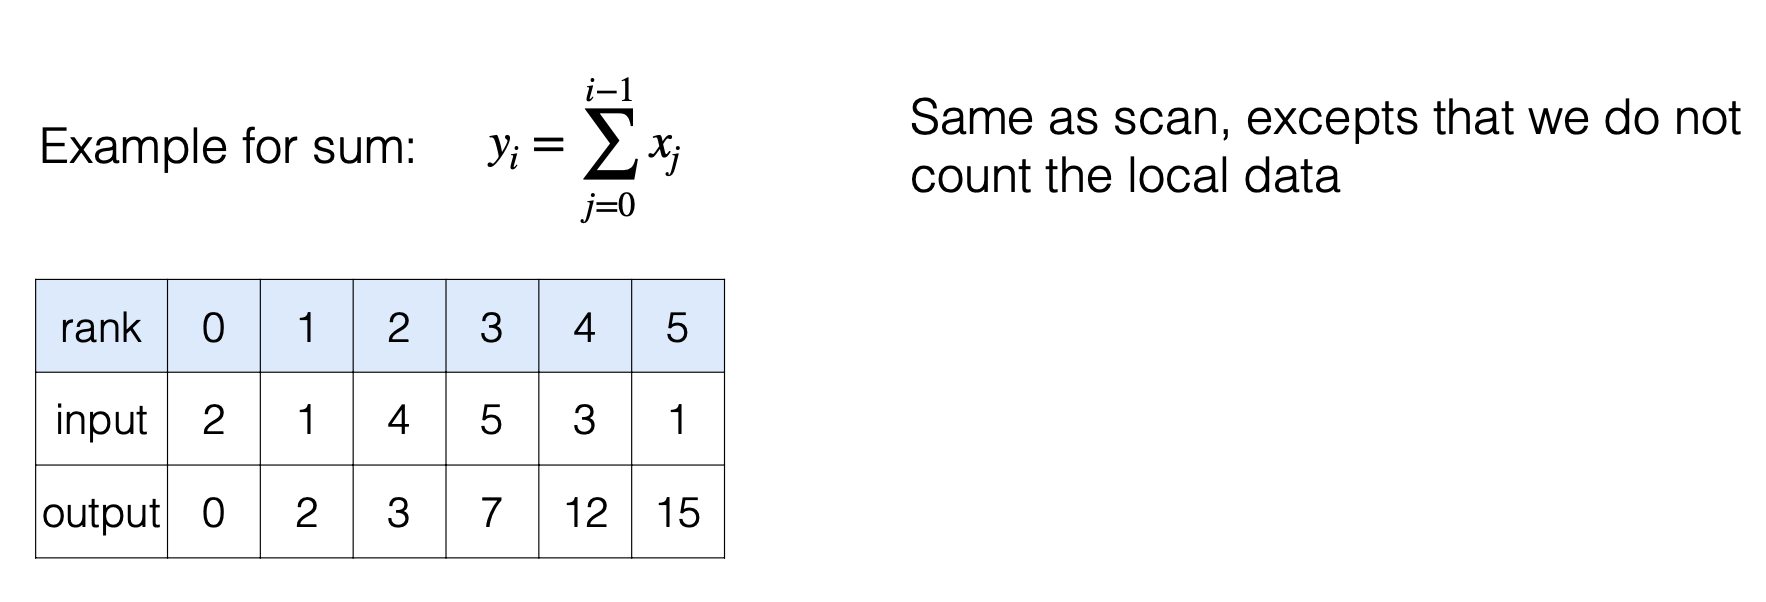 Example for sum: $y_i = \sum_{j=0}^{i-1} x_j$
Same as scan, excepts that we do not
count the local data
rank 0 1 2 3 4 5
input 2 1 4 5 3 1
output 0 2 3 7 12 15